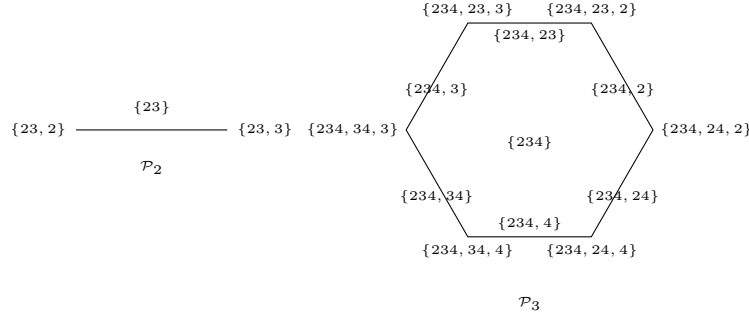 {234, 23, 3} {234, 23, 2}
{234, 23}
{234, 3} {234, 2}
{23}
{23, 2} {23, 3} {234, 34, 3} {234, 24, 2}
{234}
𝒫₂
{234, 34} {234, 24}
{234, 4}
{234, 34, 4} {234, 24, 4}
𝒫₃